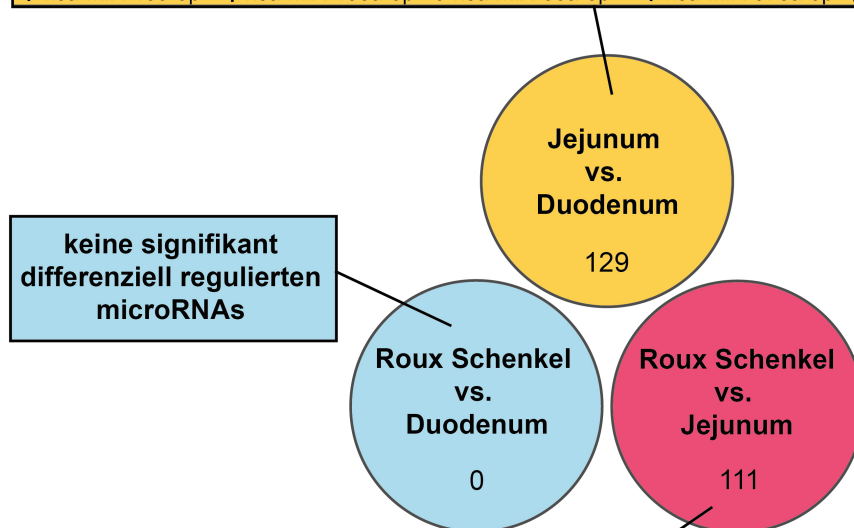 Jejunum
vs.
Duodenum
129
keine signifikant
differenziell regulierten
microRNAs
Roux Schenkel
vs.
Duodenum
0
Roux Schenkel
vs.
Jejunum
111